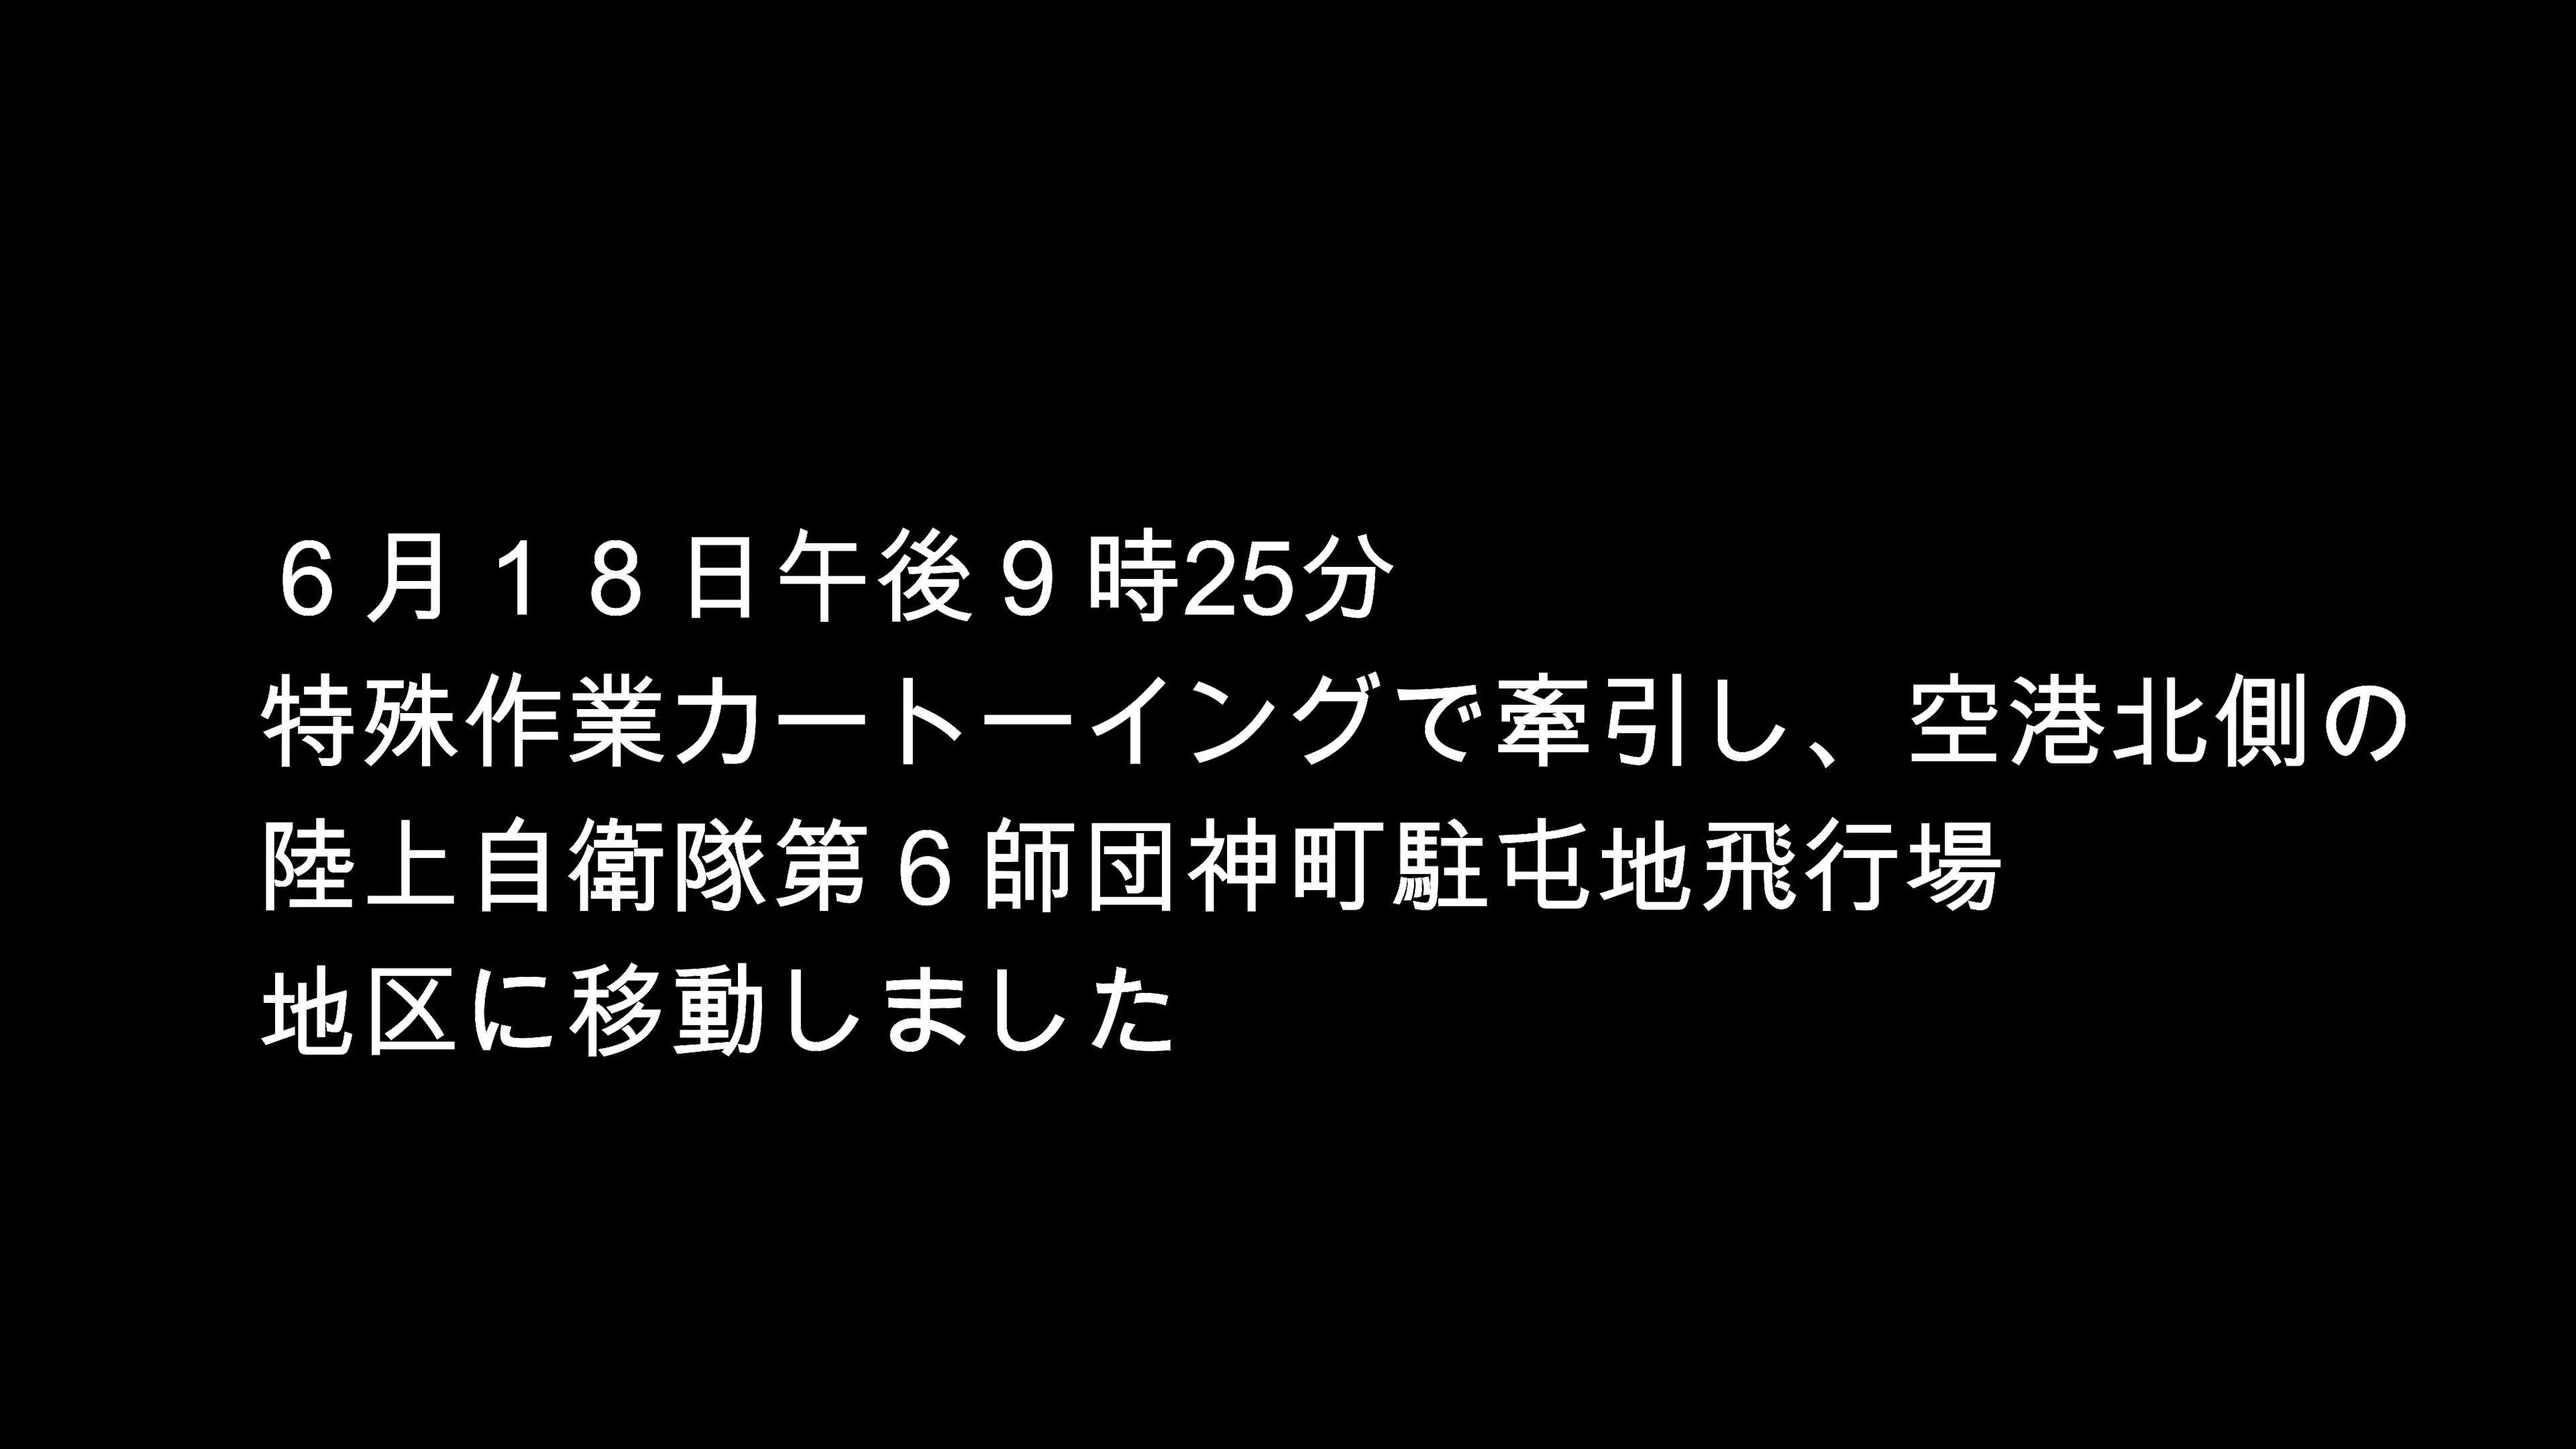 ６月１８日午後９時25分
特殊作業カートーイングで牽引し、空港北側の
陸上自衛隊第６師団神町駐屯地飛行場
地区に移動しました